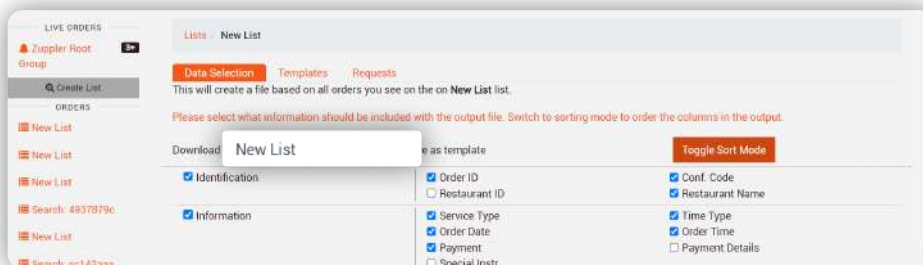 LIVE ORDERS
Zuppler Root Group
9+
Create List
ORDERS
New List
New List
New List
Search: 4937879c
New List
Lists / New List
Data Selection Templates Requests
This will create a file based on all orders you see on the on New List list.
Please select what information should be included with the output file. Switch to sorting mode to order the columns in the output.
Download New List as template Toggle Sort Mode
Identification
Order ID
Conf. Code
Restaurant ID
Restaurant Name
Information
Service Type
Time Type
Order Date
Order Time
Payment
Payment Details
Special Instr.